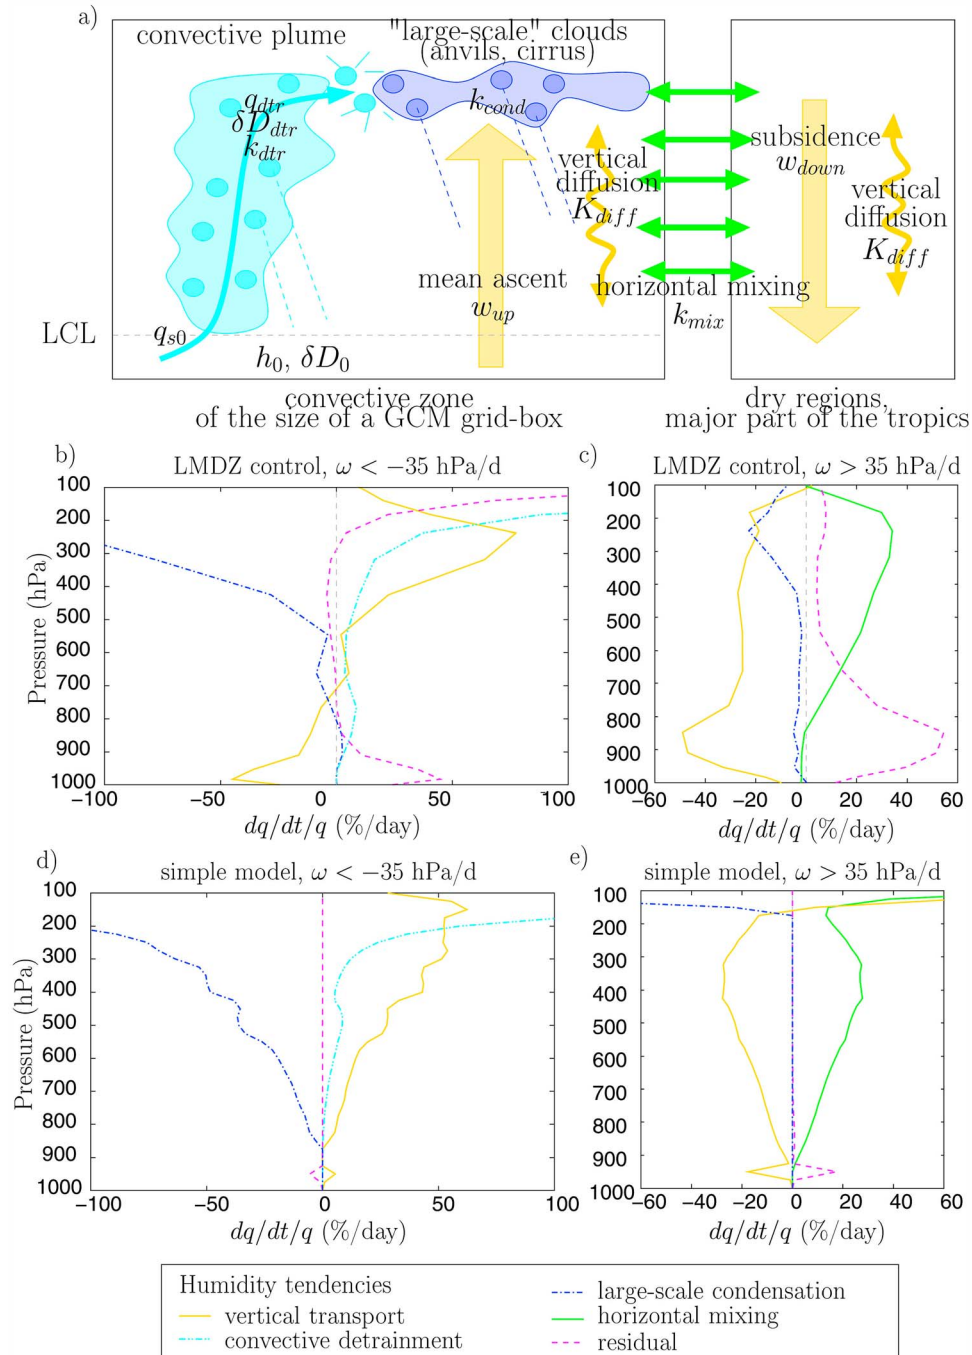 a)
convective plume
"large-scale" clouds
(anvils, cirrus)
q_dtr
δD_dtr
k_dtr
k_cond
vertical
diffusion
K_diff
subsidence
w_down
vertical
diffusion
K_diff
mean ascent
w_up
horizontal mixing
k_mix
LCL
q_s0
h_0, δD_0
convective zone
of the size of a GCM grid-box
dry regions,
major part of the tropics
b)
LMDZ control, ω < −35 hPa/d
Pressure (hPa)
100
200
300
400
500
600
700
800
900
1000
−100 −50 0 50 100
dq/dt/q (%/day)
c)
LMDZ control, ω > 35 hPa/d
100
200
300
400
500
600
700
800
900
1000
−60 −40 −20 0 20 40 60
dq/dt/q (%/day)
d)
simple model, ω < −35 hPa/d
Pressure (hPa)
100
200
300
400
500
600
700
800
900
1000
−100 −50 0 50 100
dq/dt/q (%/day)
e)
simple model, ω > 35 hPa/d
100
200
300
400
500
600
700
800
900
1000
−60 −40 −20 0 20 40 60
dq/dt/q (%/day)
Humidity tendencies
vertical transport
convective detrainment
large-scale condensation
horizontal mixing
residual